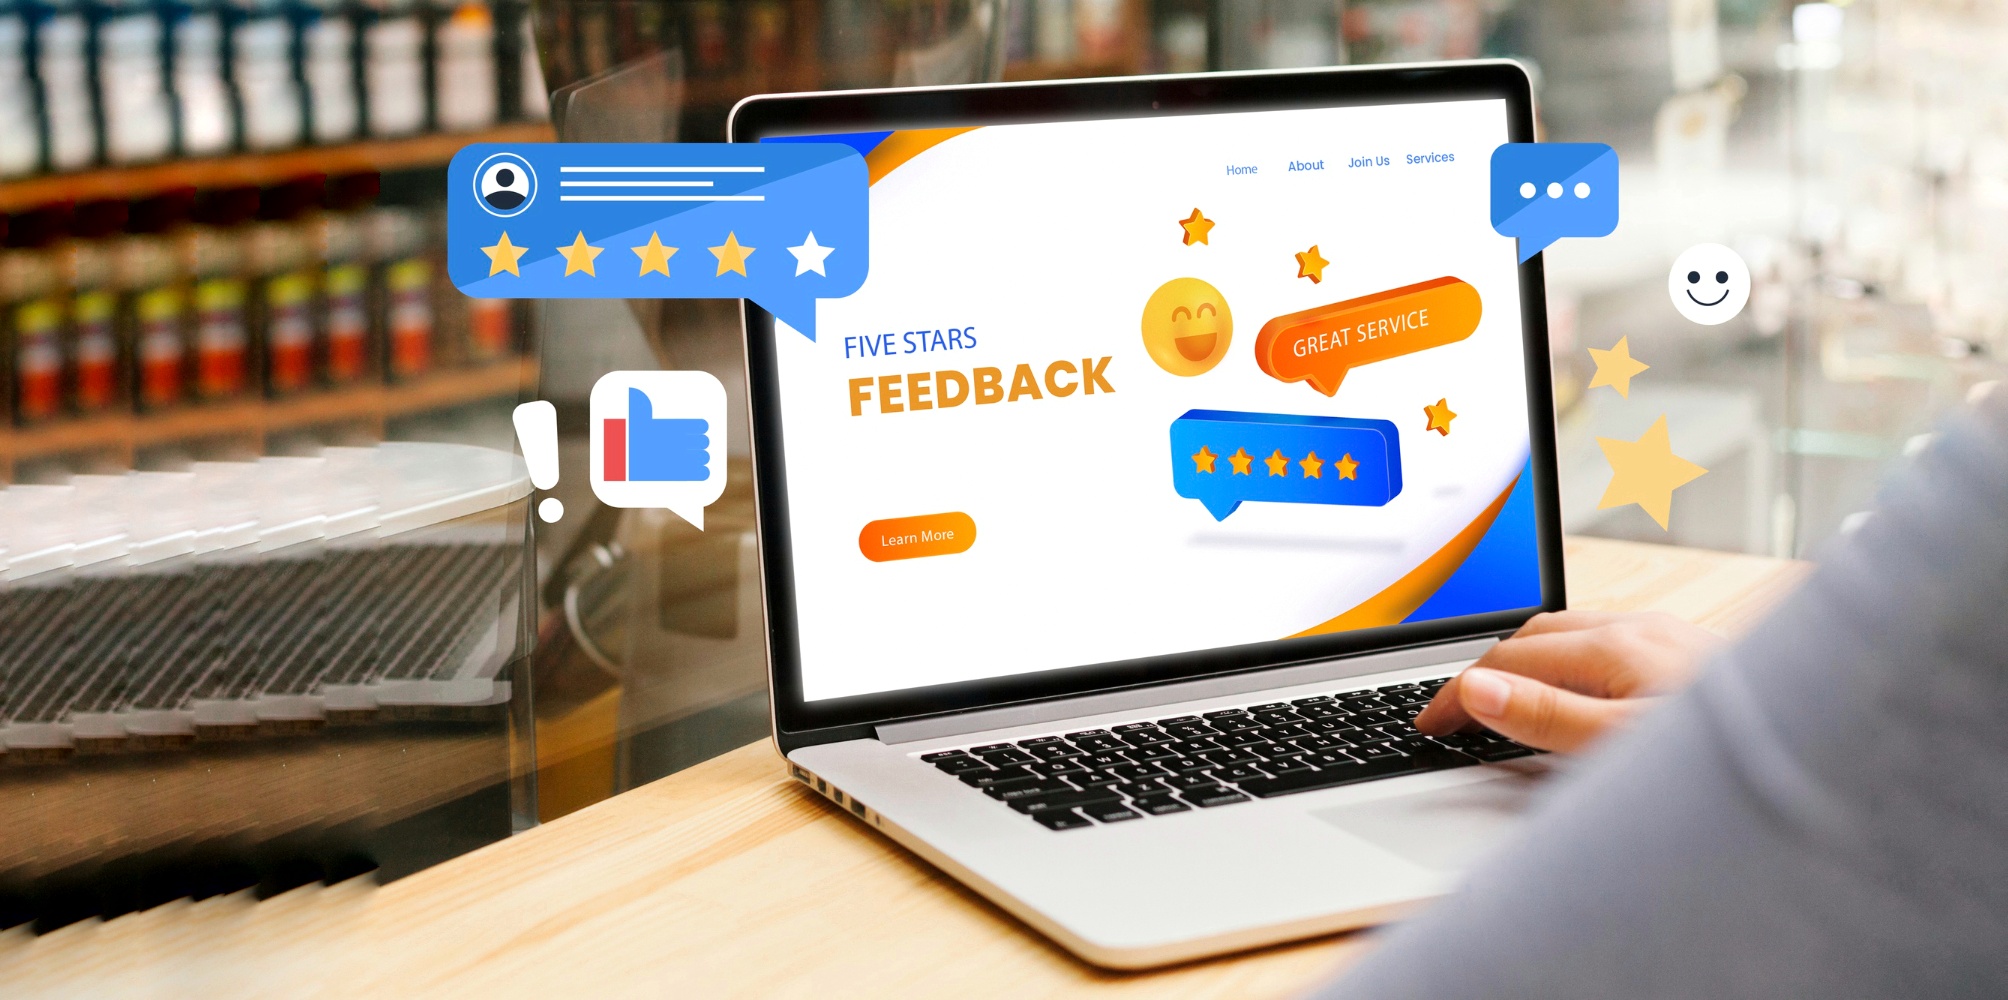 Home About Join Us Services
FIVE STARS
FEEDBACK
GREAT SERVICE
Learn More